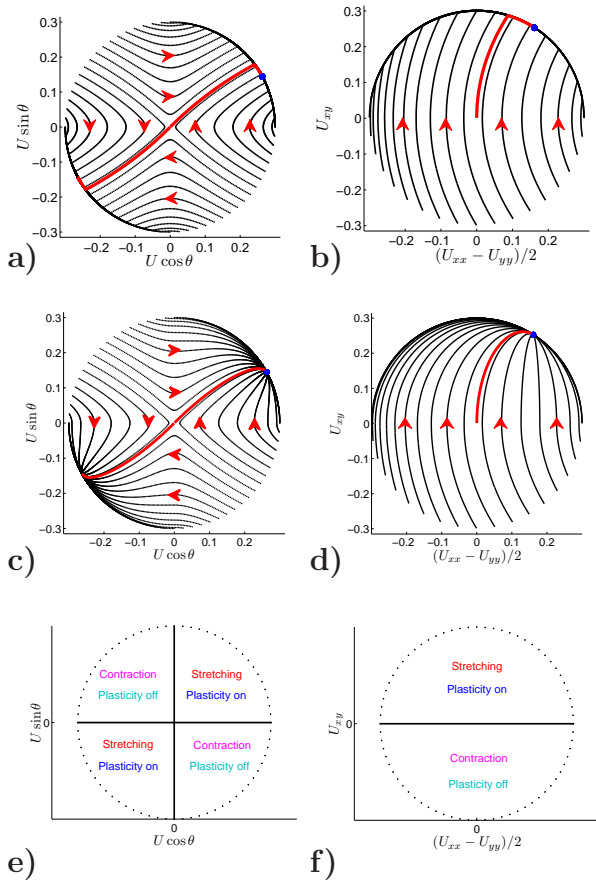 0.3
0.2
0.1
0
−0.1
−0.2
−0.3
U sin θ
−0.2
−0.1
0
0.1
0.2
U cos θ
a)
0.3
0.2
0.1
0
−0.1
−0.2
−0.3
U_xy
−0.2
−0.1
0
0.1
0.2
(U_xx − U_yy)/2
b)
0.3
0.2
0.1
0
−0.1
−0.2
−0.3
U sin θ
−0.2
−0.1
0
0.1
0.2
U cos θ
c)
0.3
0.2
0.1
0
−0.1
−0.2
−0.3
U_xy
−0.2
−0.1
0
0.1
0.2
(U_xx − U_yy)/2
d)
Contraction
Plasticity off
Stretching
Plasticity on
Stretching
Plasticity on
Contraction
Plasticity off
0
U sin θ
0
U cos θ
e)
Stretching
Plasticity on
Contraction
Plasticity off
0
U_xy
0
(U_xx − U_yy)/2
f)